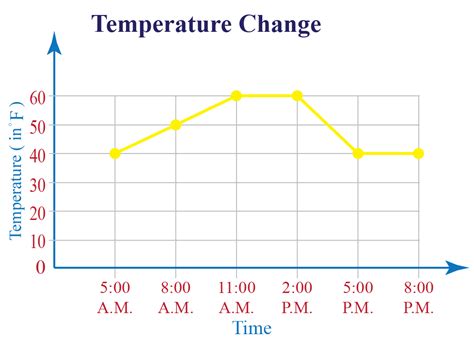 Temperature Change
Temperature ( in°F )
60
50
40
30
20
10
0
5:00 8:00 11:00 2:00 5:00 8:00
A.M. A.M. A.M. P.M. P.M. P.M.
Time